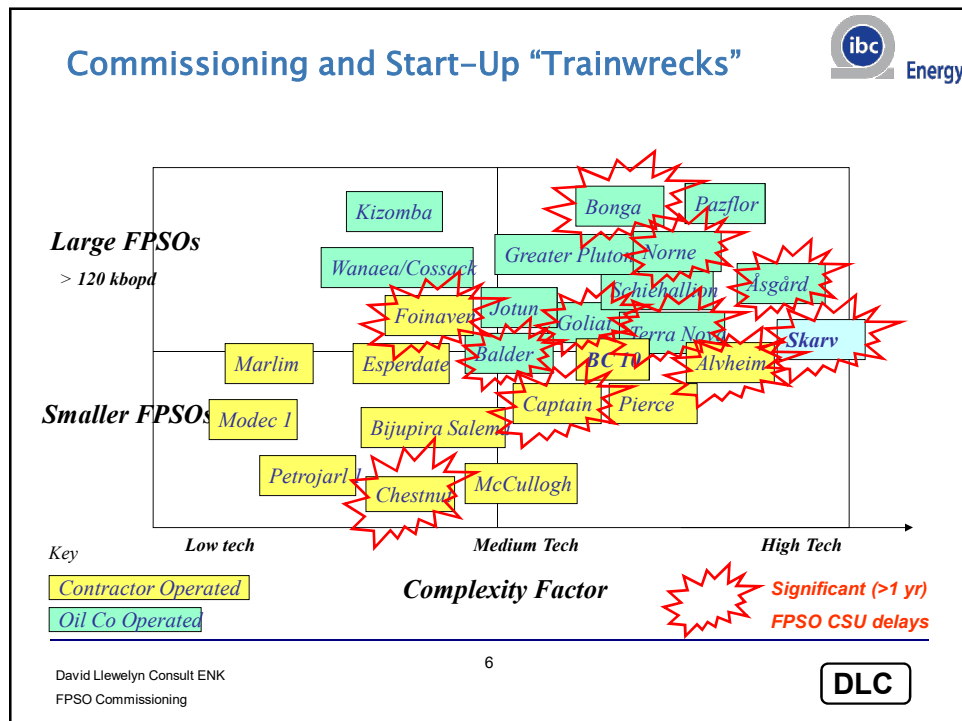 Commissioning and Start-Up “Trainwrecks”
ibc
Energy
Kizomba
Bonga
Pazflor
Large FPSOs
> 120 kbopd
Wanaea/Cossack
Greater Pluton
Norne
Schiehallion
Åsgård
Foinaven
Jotun
Goliat
Terra Nova
Skarv
Marlim
Esperdate
Balder
BC 10
Alvheim
Smaller FPSOs
Modec 1
Captain
Pierce
Bijupira Salema
Petrojarl 1
Chestnut
McCullogh
Low tech
Medium Tech
High Tech
Key
Contractor Operated
Oil Co Operated
Complexity Factor
Significant (>1 yr)
FPSO CSU delays
David Llewelyn Consult ENK
FPSO Commissioning
6
DLC